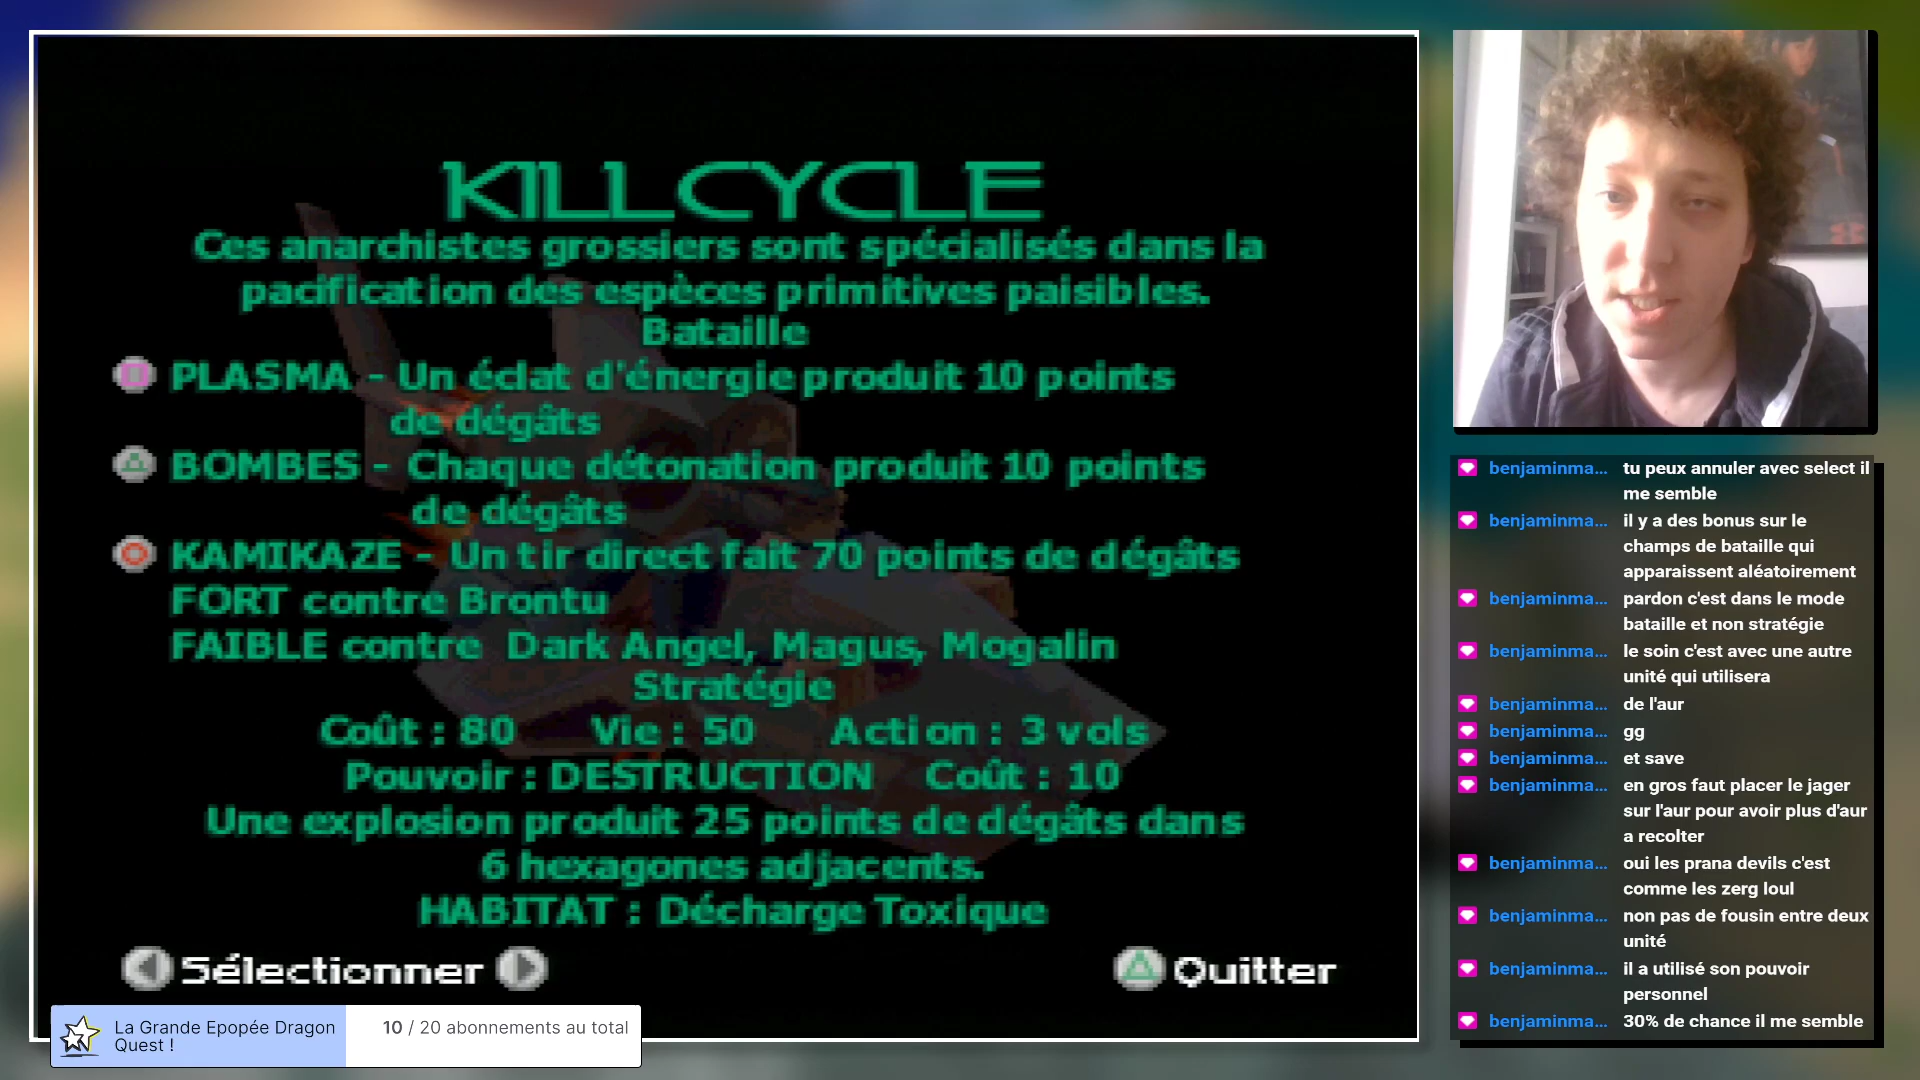 KILLCYCLE
Ces anarchistes grossiers sont spécialisés dans la
pacification des espèces primitives paisibles.
Bataille
PLASMA - Un éclat d'énergie produit 10 points
de dégâts
BOMBES - Chaque détonation produit 10 points
de dégâts
KAMIKAZE - Un tir direct fait 70 points de dégâts
FORT contre Brontu
FAIBLE contre Dark Angel, Magus, Mogalin
Stratégie
Coût : 80 Vie : 50 Action : 3 vols
Pouvoir : DESTRUCTION Coût : 10
Une explosion produit 25 points de dégâts dans
6 hexagones adjacents.
HABITAT : Décharge Toxique
Sélectionner
Quitter
La Grande Epopée Dragon
Quest !
10 / 20 abonnements au total
benjaminma... tu peux annuler avec select il
me semble
benjaminma... il y a des bonus sur le
champs de bataille qui
apparaissent aléatoirement
benjaminma... pardon c'est dans le mode
bataille et non stratégie
benjaminma... le soin c'est avec une autre
unité qui utilisera
benjaminma... de l'aur
benjaminma... gg
benjaminma... et save
benjaminma... en gros faut placer le jager
sur l'aur pour avoir plus d'aur
a recolter
benjaminma... oui les prana devils c'est
comme les zerg loul
benjaminma... non pas de fousin entre deux
unité
benjaminma... il a utilisé son pouvoir
personnel
benjaminma... 30% de chance il me semble